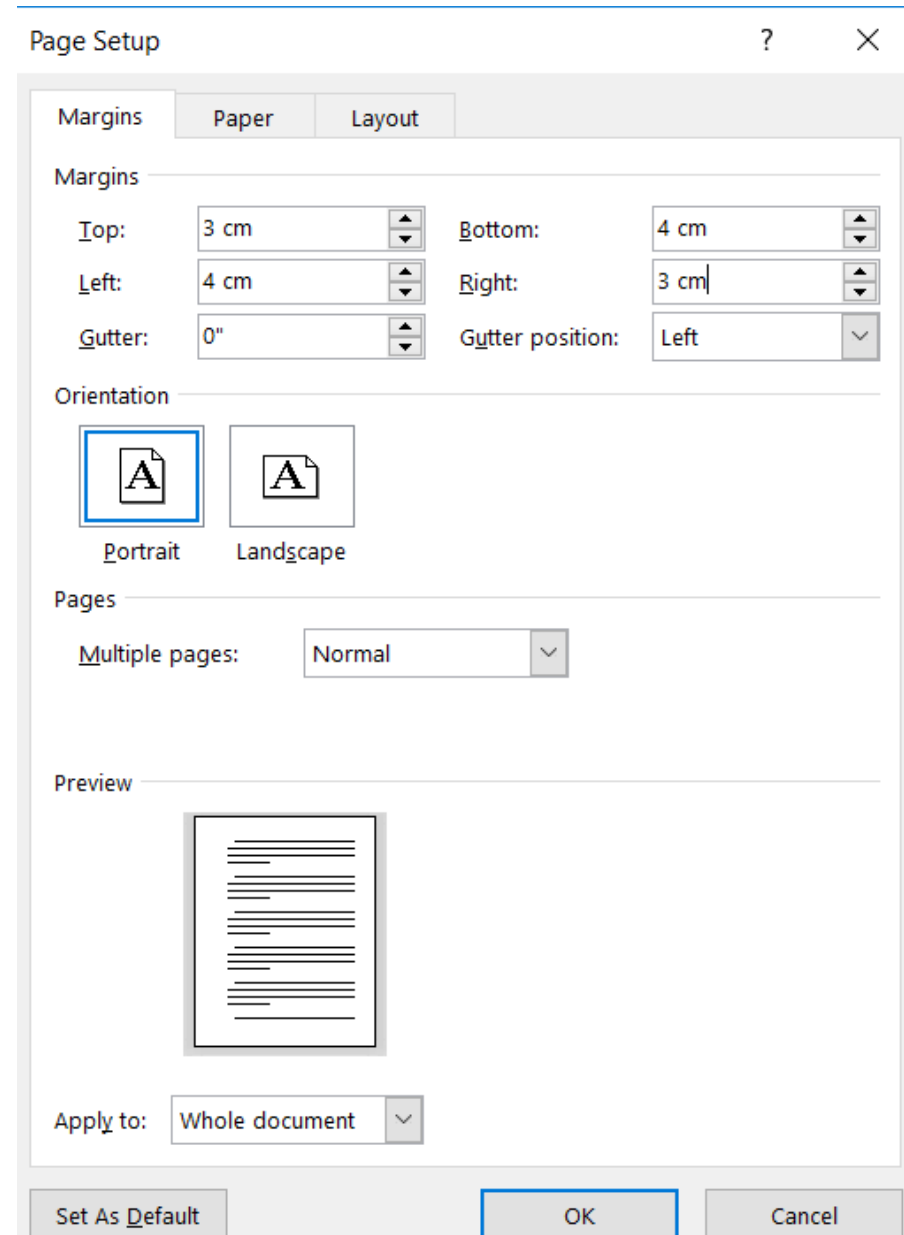 Page Setup ? ×
Margins Paper Layout
Margins
Top: 3 cm Bottom: 4 cm
Left: 4 cm Right: 3 cm
Gutter: 0" Gutter position: Left
Orientation
A A
Portrait Landscape
Pages
Multiple pages: Normal
Preview
Apply to: Whole document
Set As Default OK Cancel